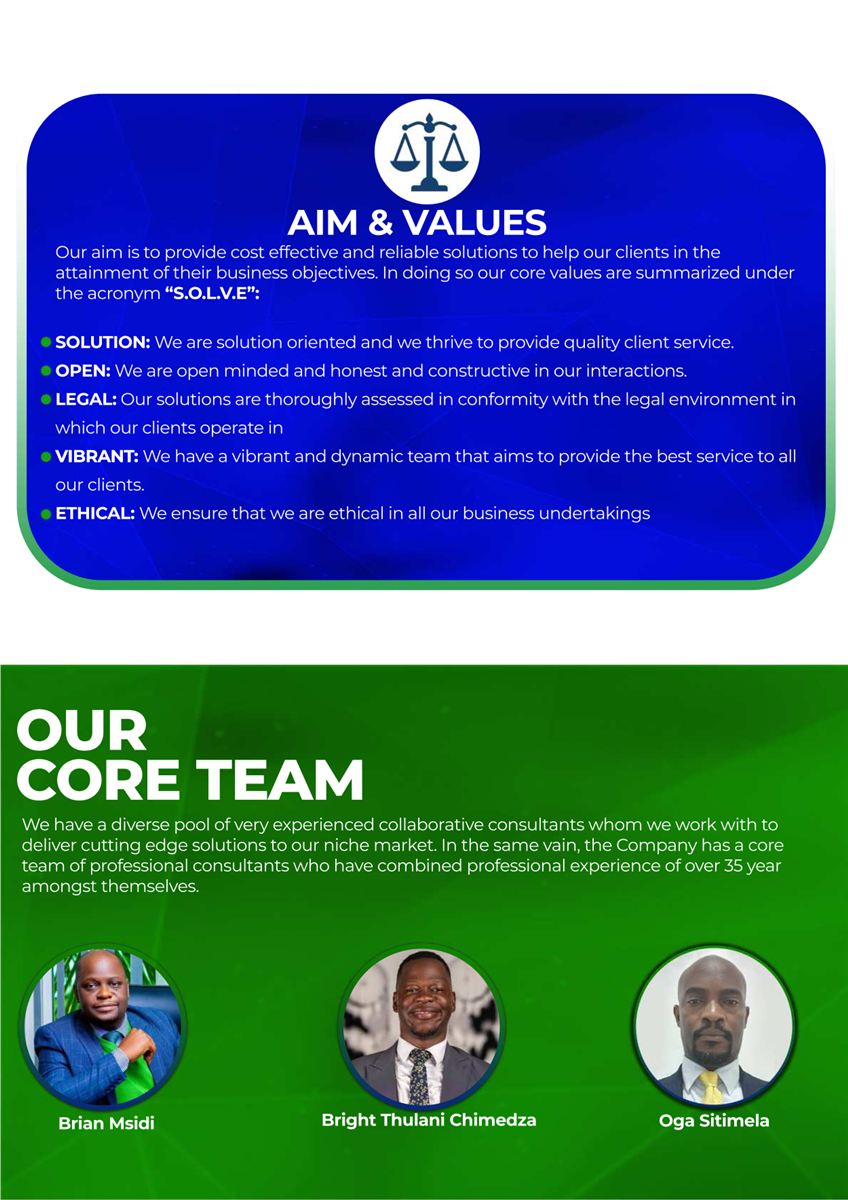 AIM & VALUES
Our aim is to provide cost effective and reliable solutions to help our clients in the
attainment of their business objectives. In doing so our core values are summarized under
the acronym “S.O.L.V.E”:
SOLUTION: We are solution oriented and we thrive to provide quality client service.
OPEN: We are open minded and honest and constructive in our interactions.
LEGAL: Our solutions are thoroughly assessed in conformity with the legal environment in
which our clients operate in
VIBRANT: We have a vibrant and dynamic team that aims to provide the best service to all
our clients.
ETHICAL: We ensure that we are ethical in all our business undertakings
OUR
CORE TEAM
We have a diverse pool of very experienced collaborative consultants whom we work with to
deliver cutting edge solutions to our niche market. In the same vain, the Company has a core
team of professional consultants who have combined professional experience of over 35 year
amongst themselves.
Brian Msidi
Bright Thulani Chimedza
Oga Sitimela